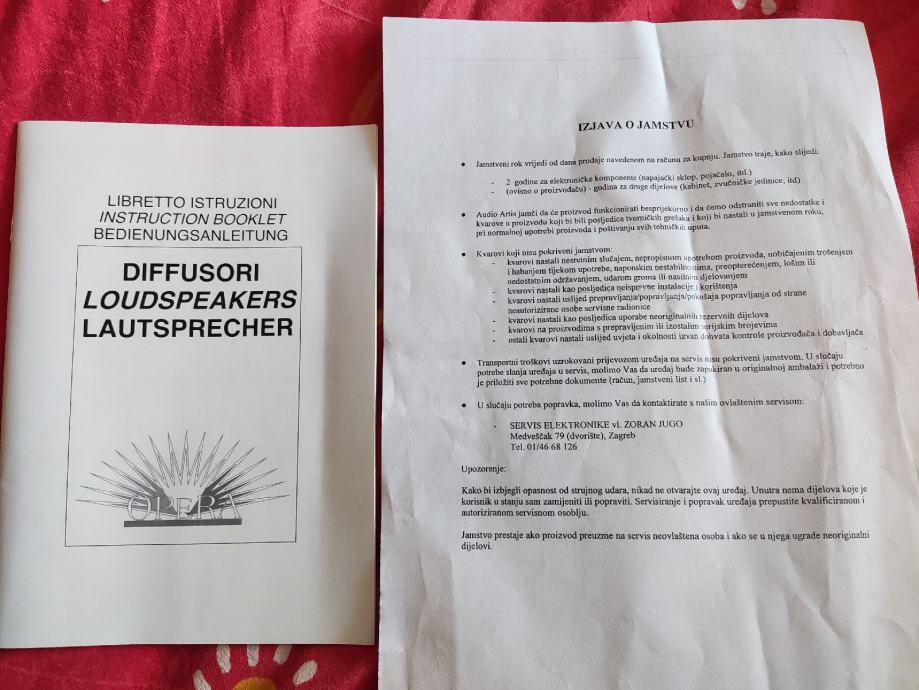 LIBRETTO ISTRUZIONI
INSTRUCTION BOOKLET
BEDIENUNGSANLEITUNG
DIFFUSORI
LOUDSPEAKERS
LAUTSPRECHER
OPERA
IZJAVA O JAMSTVU
• Jamstveni rok vrijedi od dana prodaje navedenom na računu za kupnju. Jamstvo traje, kako slijedi:
- 2 godine za elektroničke komponente (napajački sklop, pojačalo, itd.)
- (ovisno o proizvođaču) - godina za druge dijelove (kabinet, zvučničke jedinice, itd)
• Audio Artis jamči da će proizvod funkcionirati besprijekorno i da ćemo odstraniti sve nedostatke i
kvarove u proizvodu koji bi bili posljedica tvorničkih grešaka i koji bi nastali u jamstvenom roku,
pri normalnoj upotrebi proizvoda i poštivanju svih tehničkih uputa.
• Kvarovi koji nisu pokriveni jamstvom:
- kvarovi nastali nesretnim slučajem, nepropisnom upotrebom proizvoda, uobičajenim trošenjem
i habanjem tijekom upotrebe, naponskim nestabilnostima, preopterećenjem, lošim ili
nedostatnim održavanjem, udarom groma ili nasilnim djelovanjem
- kvarovi nastali kao posljedica neispravne instalacije i korištenja
- kvarovi nastali uslijed prepravljanja/popravljanja/pokušaja popravljanja od strane
neautorizirane osobe servisne radionice
- kvarovi nastali kao posljedica uporabe neoriginalnih rezervnih dijelova
- kvarovi na proizvodima s prepravljenim ili izostalim serijskim brojevima
- ostali kvarovi nastali uslijed uvjeta i okolnosti izvan dohvata kontrole proizvođača i dobavljača
• Transportni troškovi uzrokovani prijevozom uređaja na servis nisu pokriveni jamstvom. U slučaju
potrebe slanja uređaja u servis, molimo Vas da uređaj bude zapakiran u originalnoj ambalaži i potrebno
je priložiti sve potrebne dokumente (račun, jamstveni list i sl.)
• U slučaju potreba popravka, molimo Vas da kontaktirate s našim ovlaštenim servisom:
- SERVIS ELEKTRONIKE vl. ZORAN JUGO
Medveščak 79 (dvorište), Zagreb
Tel. 01/46 68 126
Upozorenje:
Kako bi izbjegli opasnost od strujnog udara, nikad ne otvarajte ovaj uređaj. Unutra nema dijelova koje je
korisnik u stanju sam zamijeniti ili popraviti. Servisiranje i popravak uređaja prepustite kvalificiranom i
autoriziranom servisnom osoblju.
Jamstvo prestaje ako proizvod preuzme na servis neovlaštena osoba i ako se u njega ugrade neoriginalni
dijelovi.